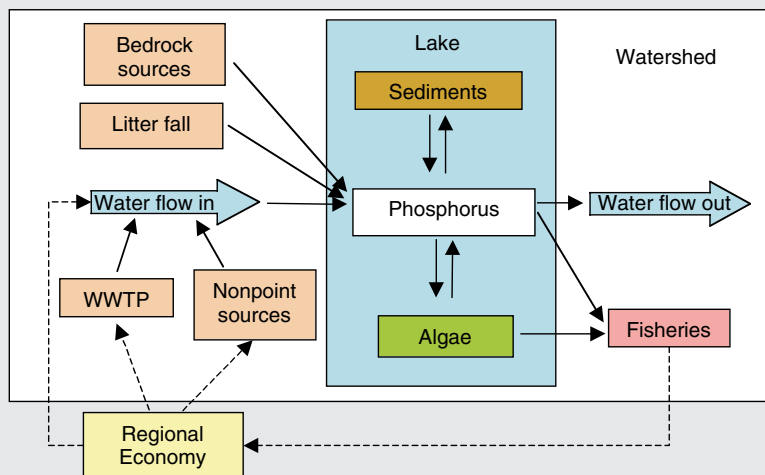 Bedrock
sources
Lake
Watershed
Sediments
Litter fall
Water flow in
Phosphorus
Water flow out
WWTP
Nonpoint
sources
Algae
Fisheries
Regional
Economy